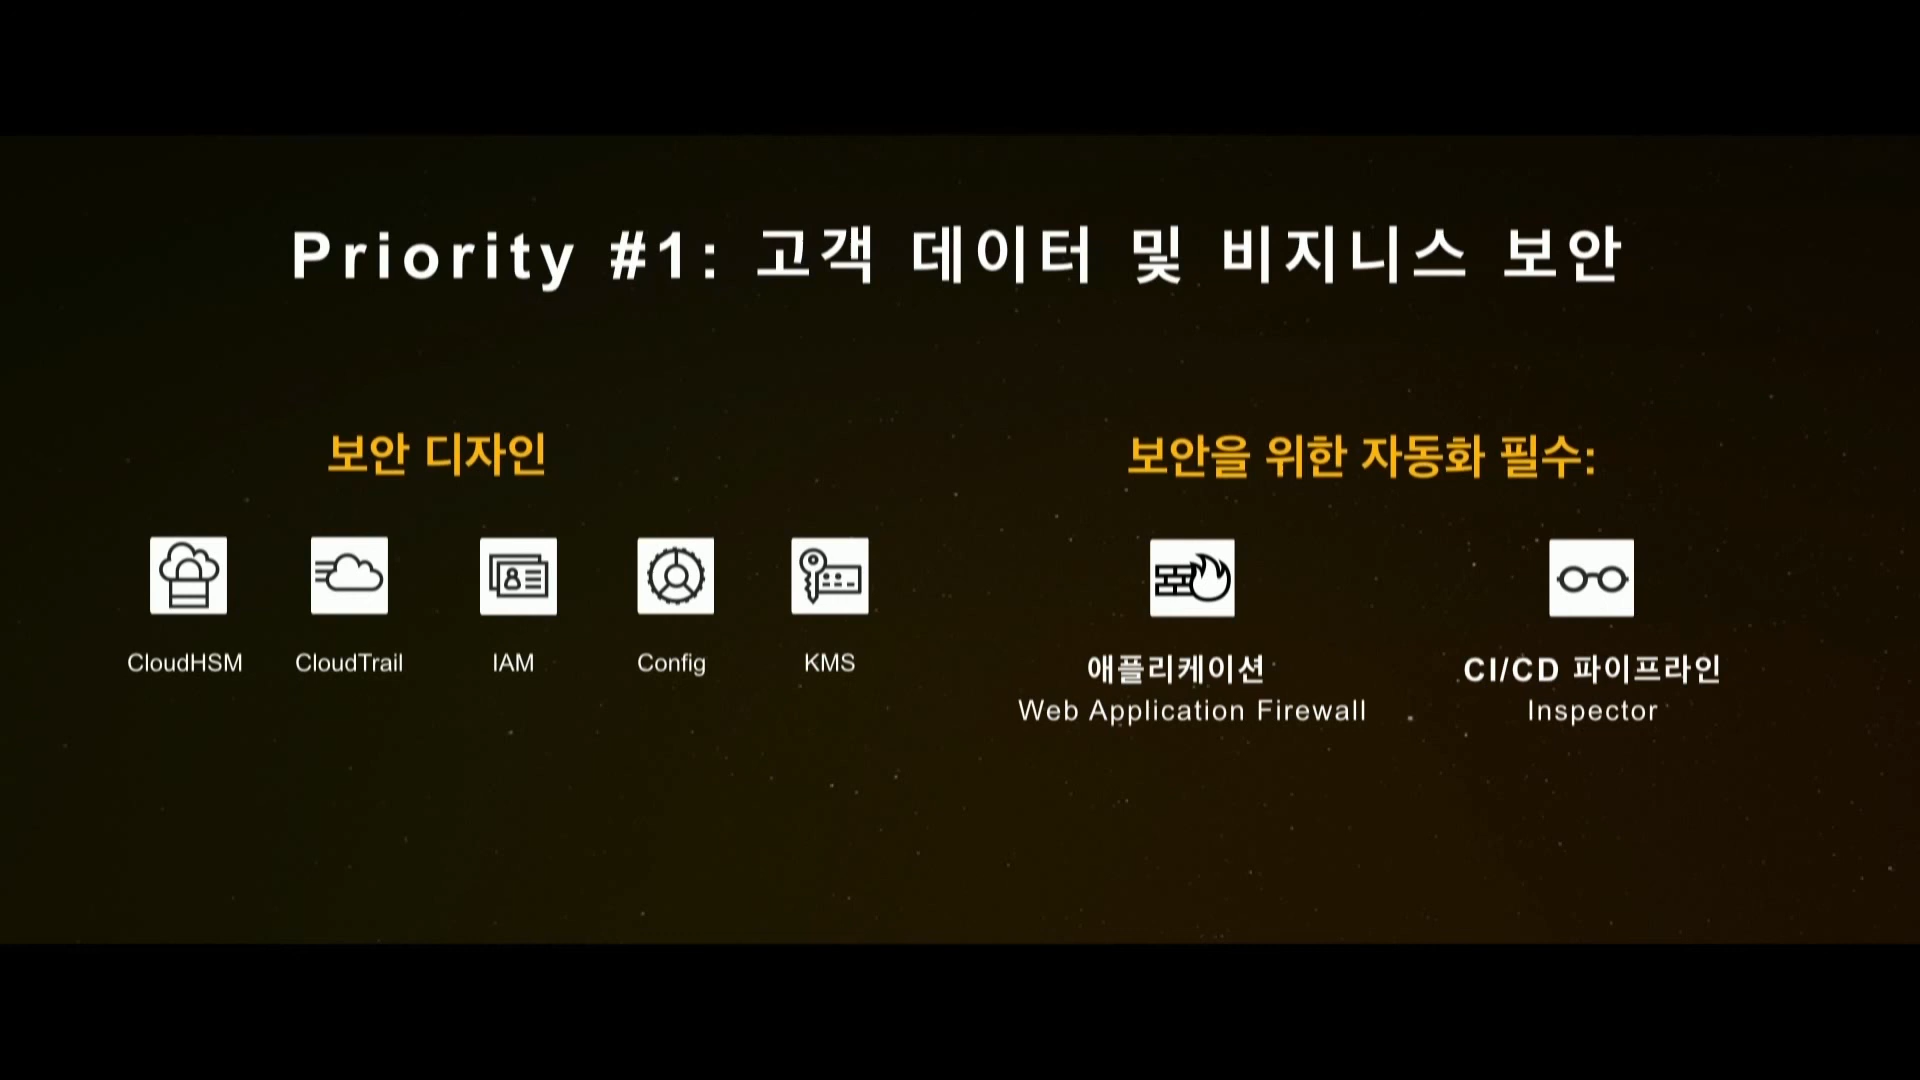 Priority #1: 고객 데이터 및 비지니스 보안
보안 디자인
CloudHSM
CloudTrail
IAM
Config
KMS
보안을 위한 자동화 필수:
애플리케이션
Web Application Firewall
CI/CD 파이프라인
Inspector